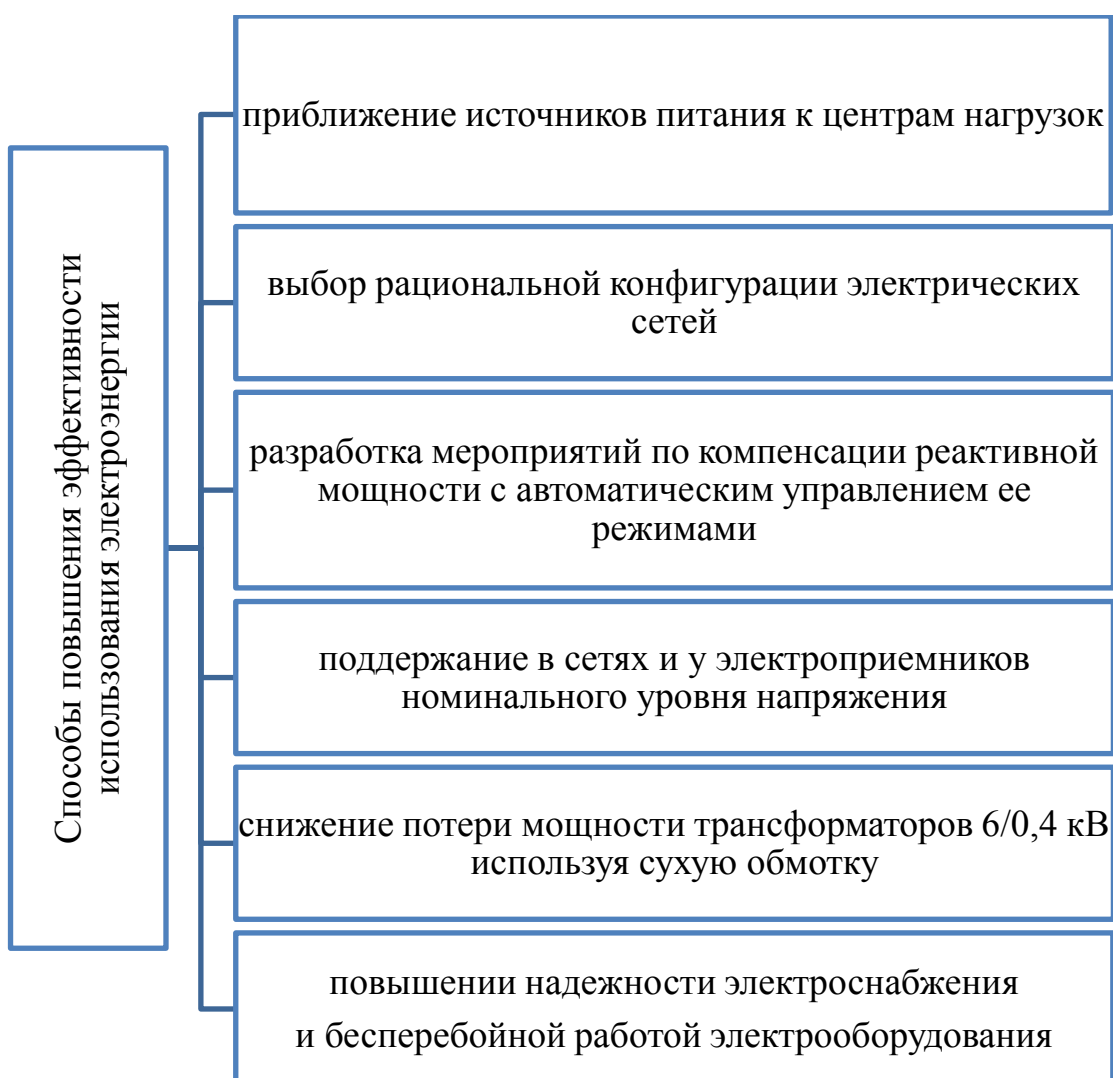 Способы повышения эффективности
использования электроэнергии
приближение источников питания к центрам нагрузок
выбор рациональной конфигурации электрических
сетей
разработка мероприятий по компенсации реактивной
мощности с автоматическим управлением ее
режимами
поддержание в сетях и у электроприемников
номинального уровня напряжения
снижение потери мощности трансформаторов 6/0,4 кВ
используя сухую обмотку
повышении надежности электроснабжения
и бесперебойной работой электрооборудования